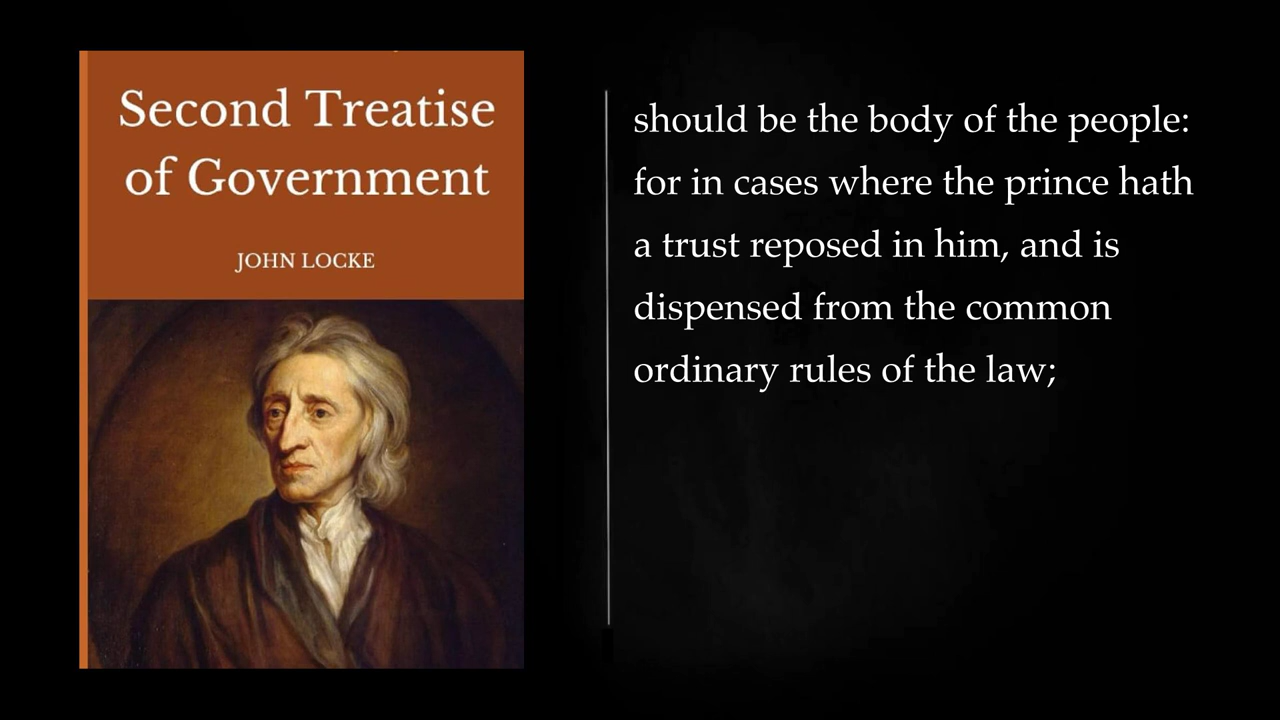 Second Treatise
of Government
JOHN LOCKE
should be the body of the people:
for in cases where the prince hath
a trust reposed in him, and is
dispensed from the common
ordinary rules of the law;